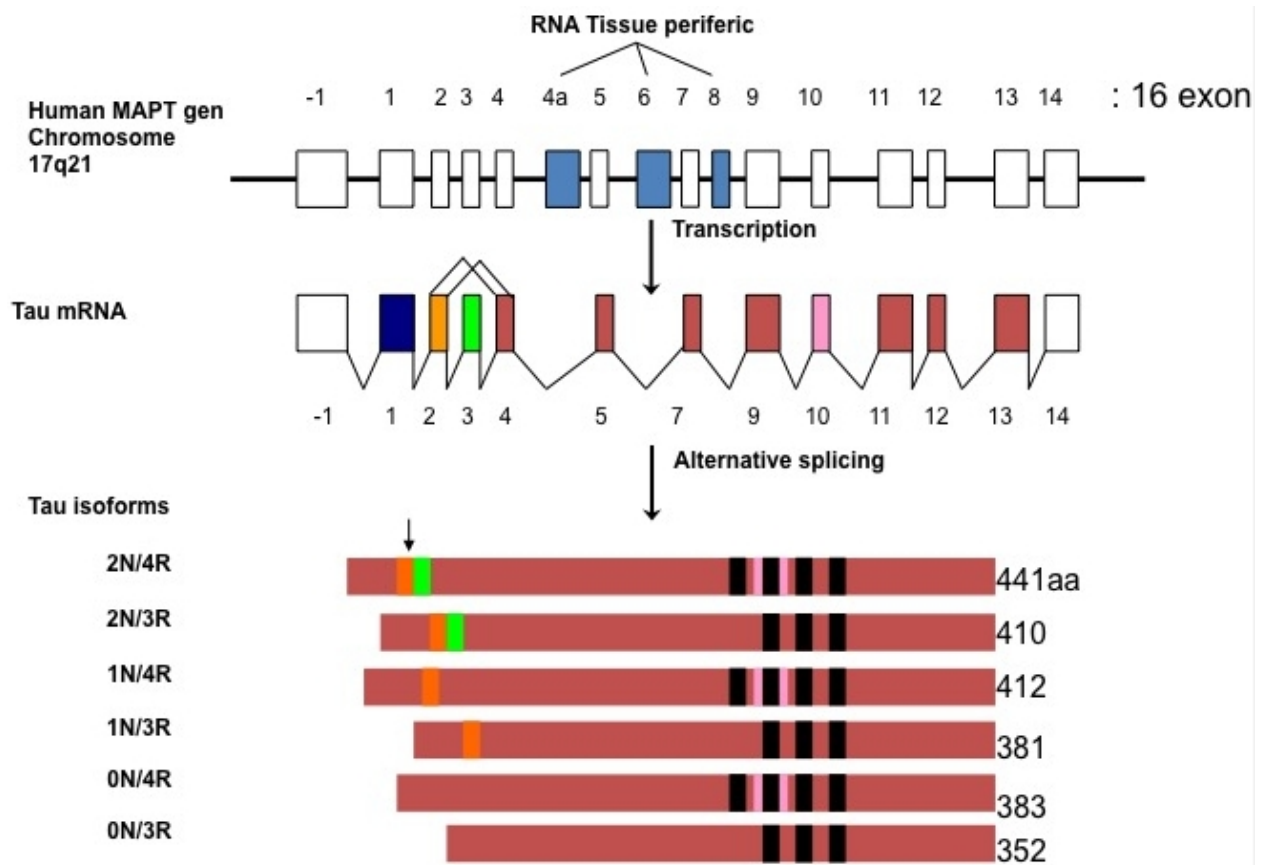 RNA Tissue periferic
-1 1 2 3 4 4a 5 6 7 8 9 10 11 12 13 14 : 16 exon
Human MAPT gen
Chromosome
17q21
Transcription
Tau mRNA
-1 1 2 3 4 5 7 9 10 11 12 13 14
Alternative splicing
Tau isoforms
2N/4R 441aa
2N/3R 410
1N/4R 412
1N/3R 381
0N/4R 383
0N/3R 352